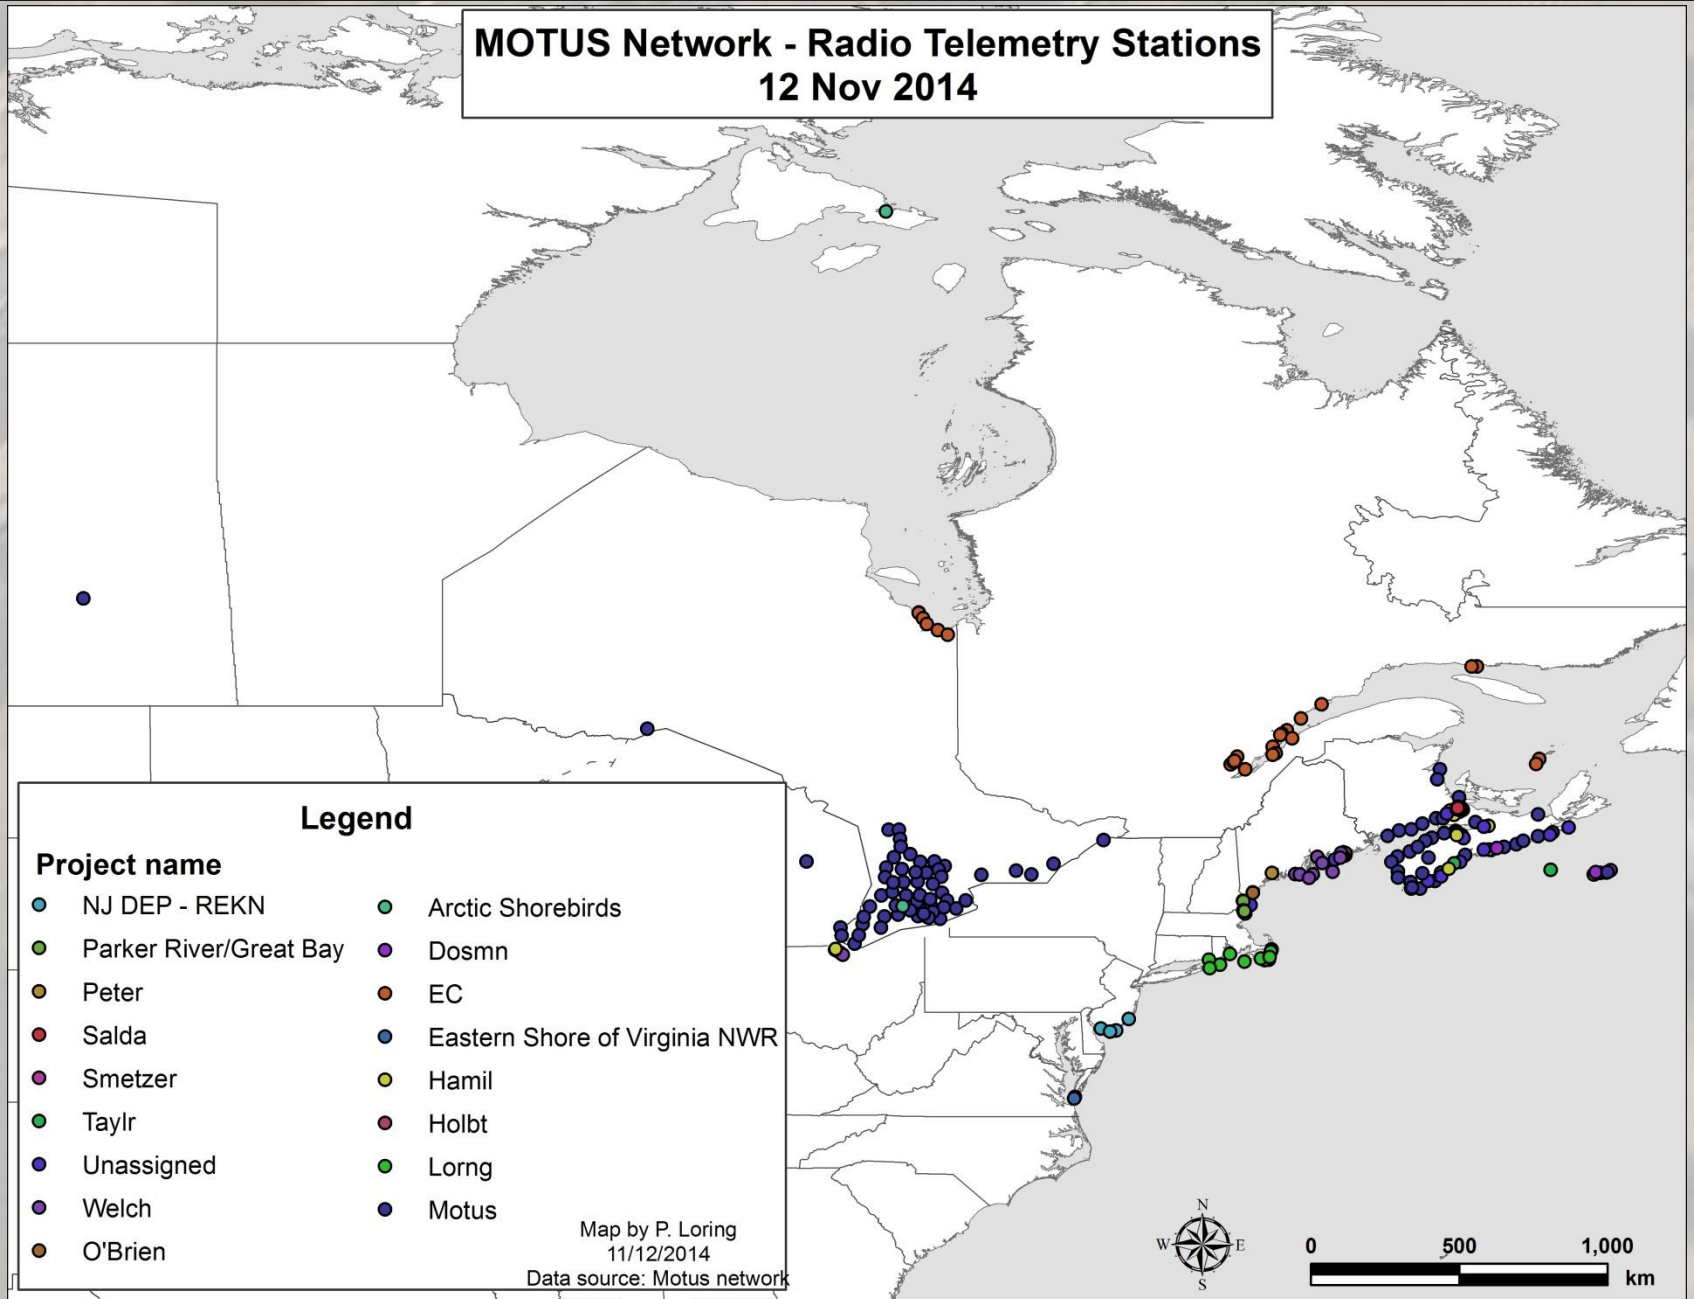 MOTUS Network - Radio Telemetry Stations
12 Nov 2014
Legend
Project name
NJ DEP - REKN
Parker River/Great Bay
Peter
Salda
Smetzer
Taylr
Unassigned
Welch
O'Brien
Arctic Shorebirds
Dosmn
EC
Eastern Shore of Virginia NWR
Hamil
Holbt
Lorng
Motus
Map by P. Loring
11/12/2014
Data source: Motus network
N
W E
S
0 500 1,000
km